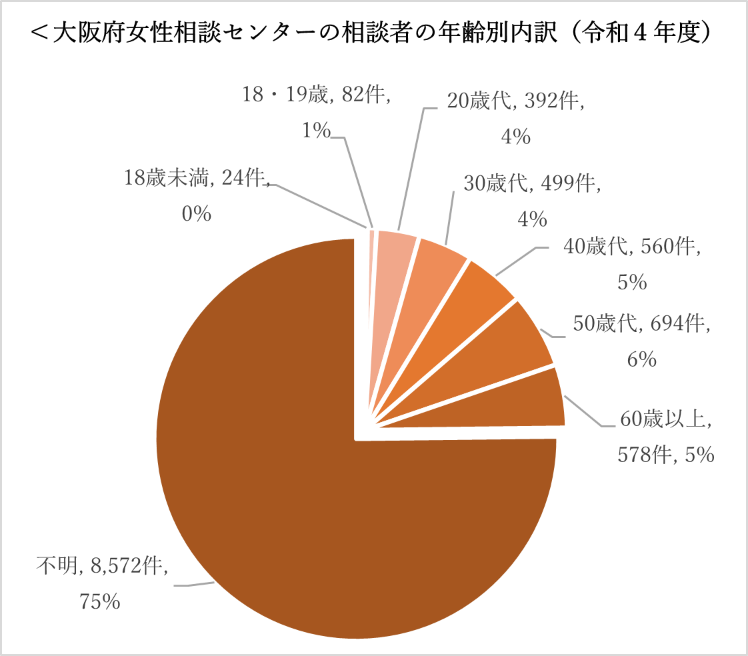 ＜大阪府女性相談センターの相談者の年齢別内訳（令和４年度）
18・19歳, 82件,
1%
20歳代, 392件,
4%
18歳未満, 24件,
0%
30歳代, 499件,
4%
40歳代, 560件,
5%
50歳代, 694件,
6%
60歳以上,
578件, 5%
不明, 8,572件,
75%